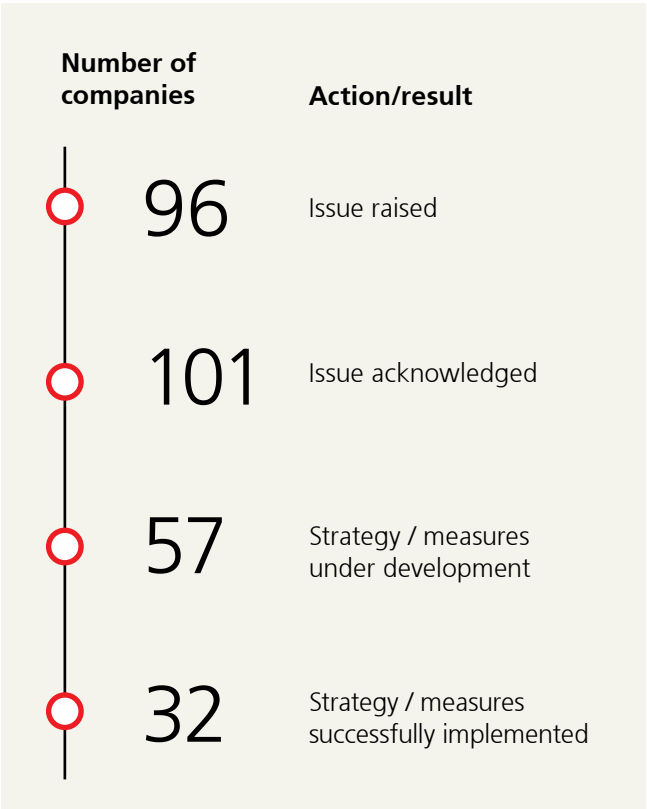 Number of
companies
Action/result
96
Issue raised
101
Issue acknowledged
57
Strategy / measures
under development
32
Strategy / measures
successfully implemented